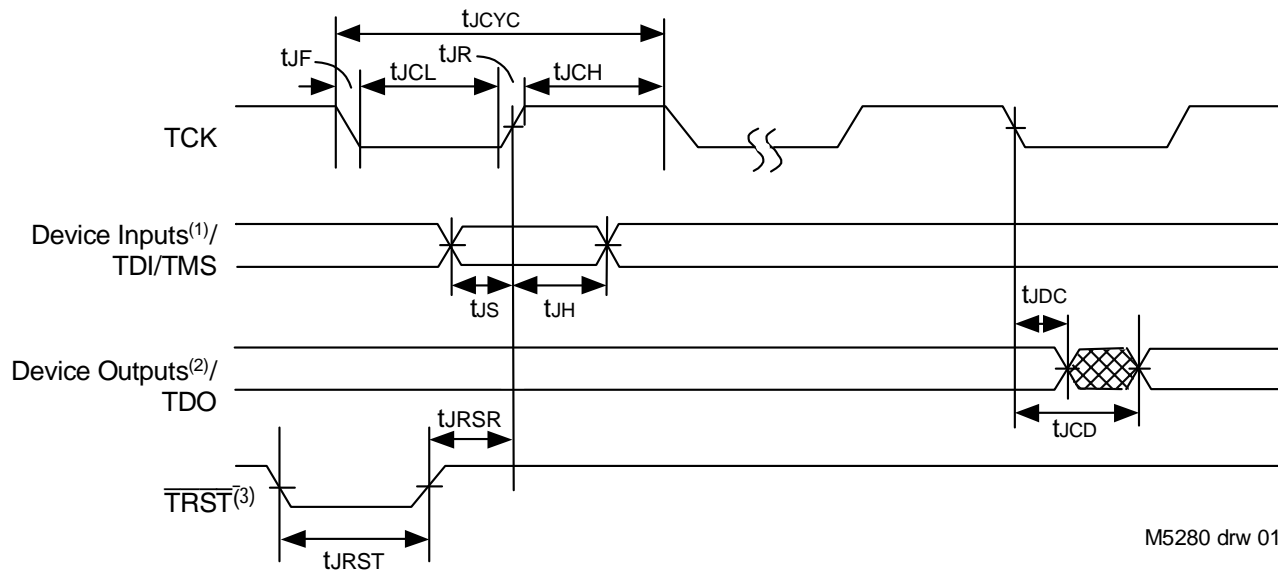 tJCYC
tJF
tJR
tJCL
tJCH
TCK
Device Inputs(1)/
TDI/TMS
tJS
tJH
tJDC
Device Outputs(2)/
TDO
tJRSR
tJCD
TRST(3)
tJRST
M5280 drw 01